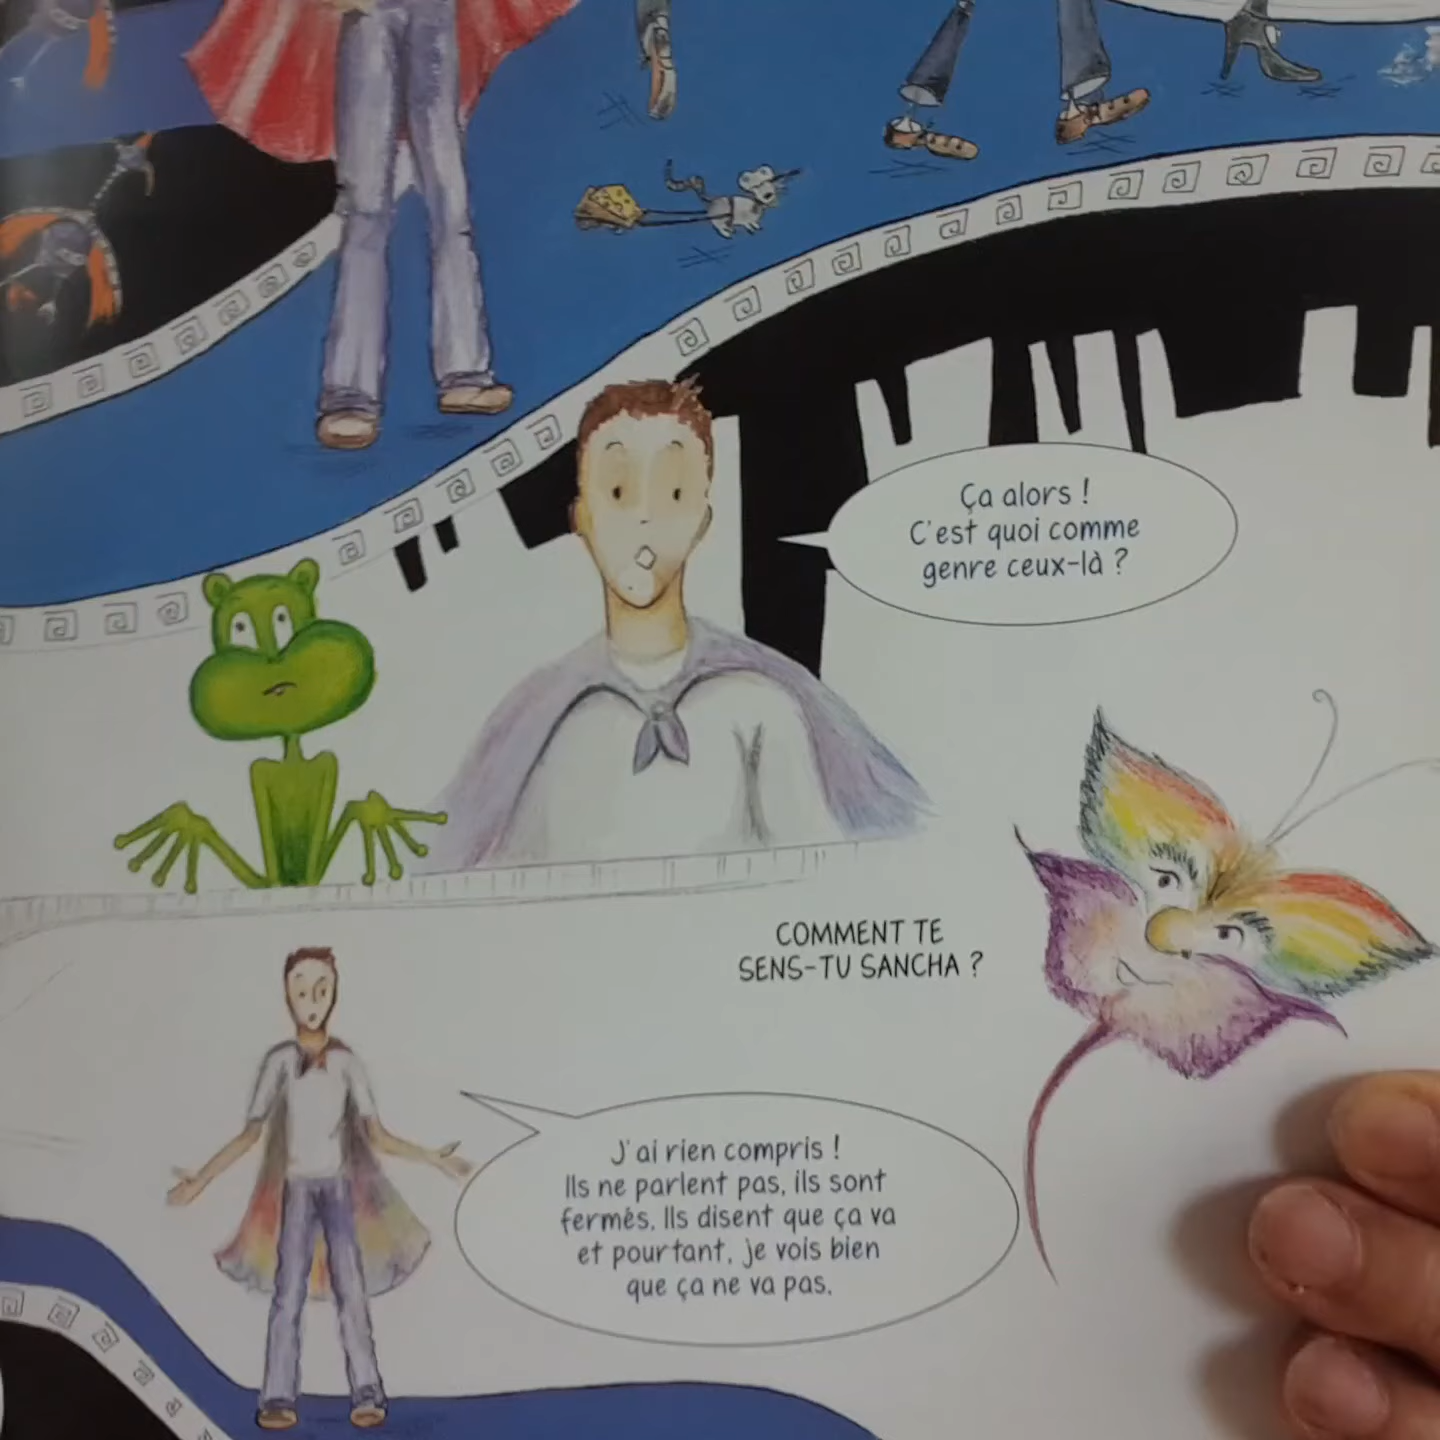 Ça alors !
C'est quoi comme
genre ceux-là ?
COMMENT TE
SENS-TU SANCHA ?
J'ai rien compris !
Ils ne parlent pas, ils sont
fermés. Ils disent que ça va
et pourtant, je vois bien
que ça ne va pas.